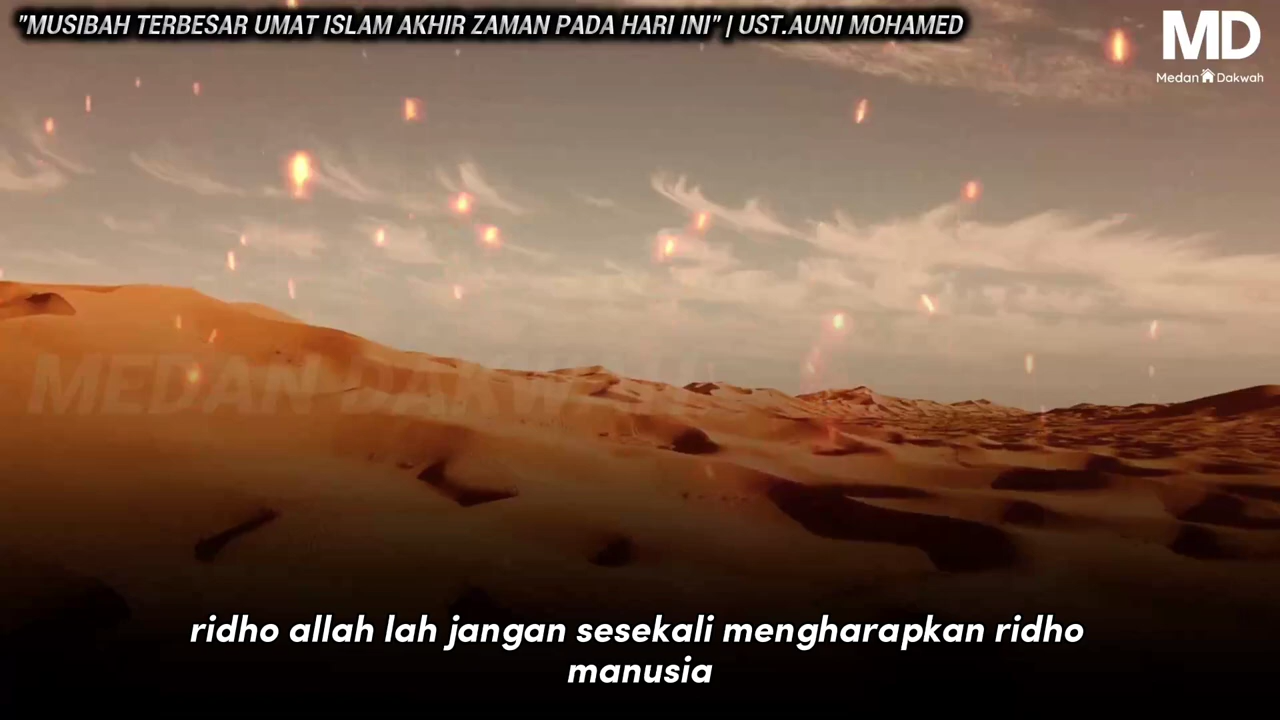 "MUSIBAH TERBESAR UMAT ISLAM AKHIR ZAMAN PADA HARI INI" | UST.AUNI MOHAMED
MD
Medan Dakwah
MEDAN DAKWAH
ridho allah lah jangan sesekali mengharapkan ridho
manusia